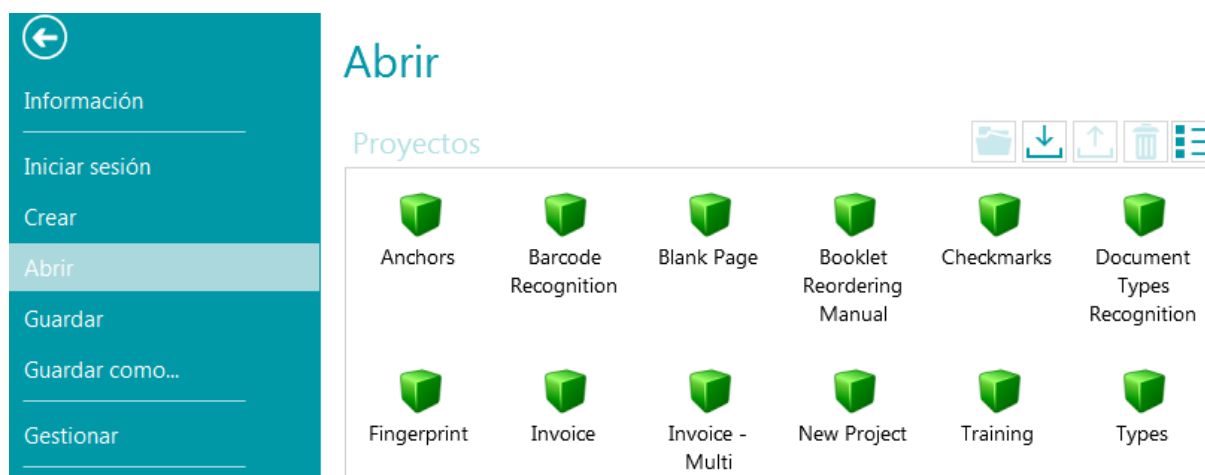 Abrir
Información
Iniciar sesión
Crear
Abrir
Guardar
Guardar como...
Gestionar
Proyectos
Anchors
Barcode
Recognition
Blank Page
Booklet
Reordering
Manual
Checkmarks
Document
Types
Recognition
Fingerprint
Invoice
Invoice -
Multi
New Project
Training
Types